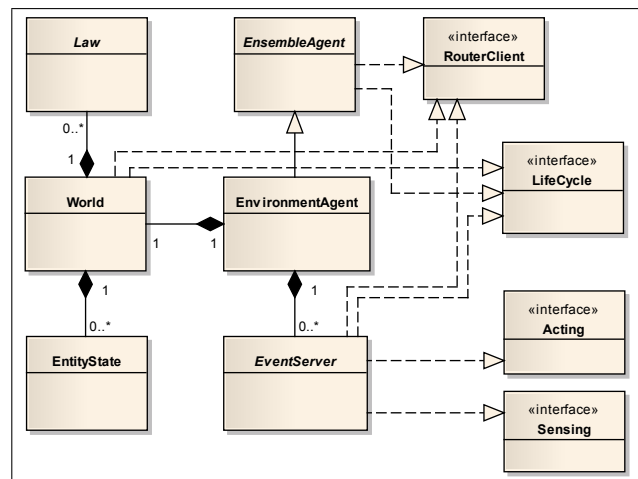 Law
EnsembleAgent
«interface»
RouterClient
0..*
1
«interface»
LifeCycle
World
EnvironmentAgent
1
1
1
1
0..*
0..*
«interface»
Acting
EntityState
EventServer
«interface»
Sensing